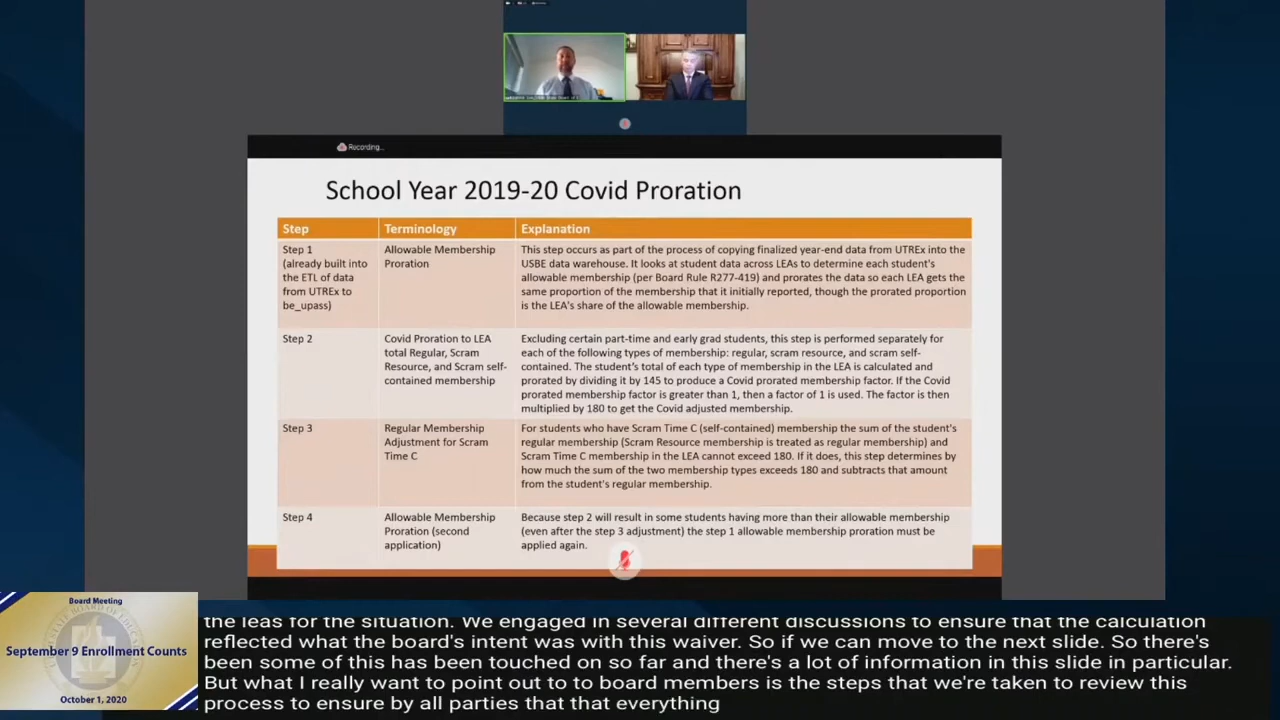 Recording...
School Year 2019-20 Covid Proration
Step Terminology Explanation
Step 1
(already built into
the ETL of data
from UTREx to
be_upass)
Allowable Membership
Proration
This step occurs as part of the process of copying finalized year-end data from UTREx into the
USBE data warehouse. It looks at student data across LEAs to determine each student's
allowable membership (per Board Rule R277-419) and prorates the data so each LEA gets the
same proportion of the membership that it initially reported, though the prorated proportion
is the LEA's share of the allowable membership.
Step 2
Covid Proration to LEA
total Regular, Scram
Resource, and Scram self-
contained membership
Excluding certain part-time and early grad students, this step is performed separately for
each of the following types of membership: regular, scram resource, and scram self-
contained. The student's total of each type of membership in the LEA is calculated and
prorated by dividing it by 145 to produce a Covid prorated membership factor. If the Covid
prorated membership factor is greater than 1, then a factor of 1 is used. The factor is then
multiplied by 180 to get the Covid adjusted membership.
Step 3
Regular Membership
Adjustment for Scram
Time C
For students who have Scram Time C (self-contained) membership the sum of the student's
regular membership (Scram Resource membership is treated as regular membership) and
Scram Time C membership in the LEA cannot exceed 180. If it does, this step determines by
how much the sum of the two membership types exceeds 180 and subtracts that amount
from the student's regular membership.
Step 4
Allowable Membership
Proration (second
application)
Because step 2 will result in some students having more than their allowable membership
(even after the step 3 adjustment) the step 1 allowable membership proration must be
applied again.
Board Meeting
September 9 Enrollment Counts
October 1, 2020
the leas for the situation. We engaged in several different discussions to ensure that the calculation
reflected what the board's intent was with this waiver. So if we can move to the next slide. So there's
been some of this has been touched on so far and there's a lot of information in this slide in particular.
But what I really want to point out to to board members is the steps that we're taken to review this
process to ensure by all parties that that everything